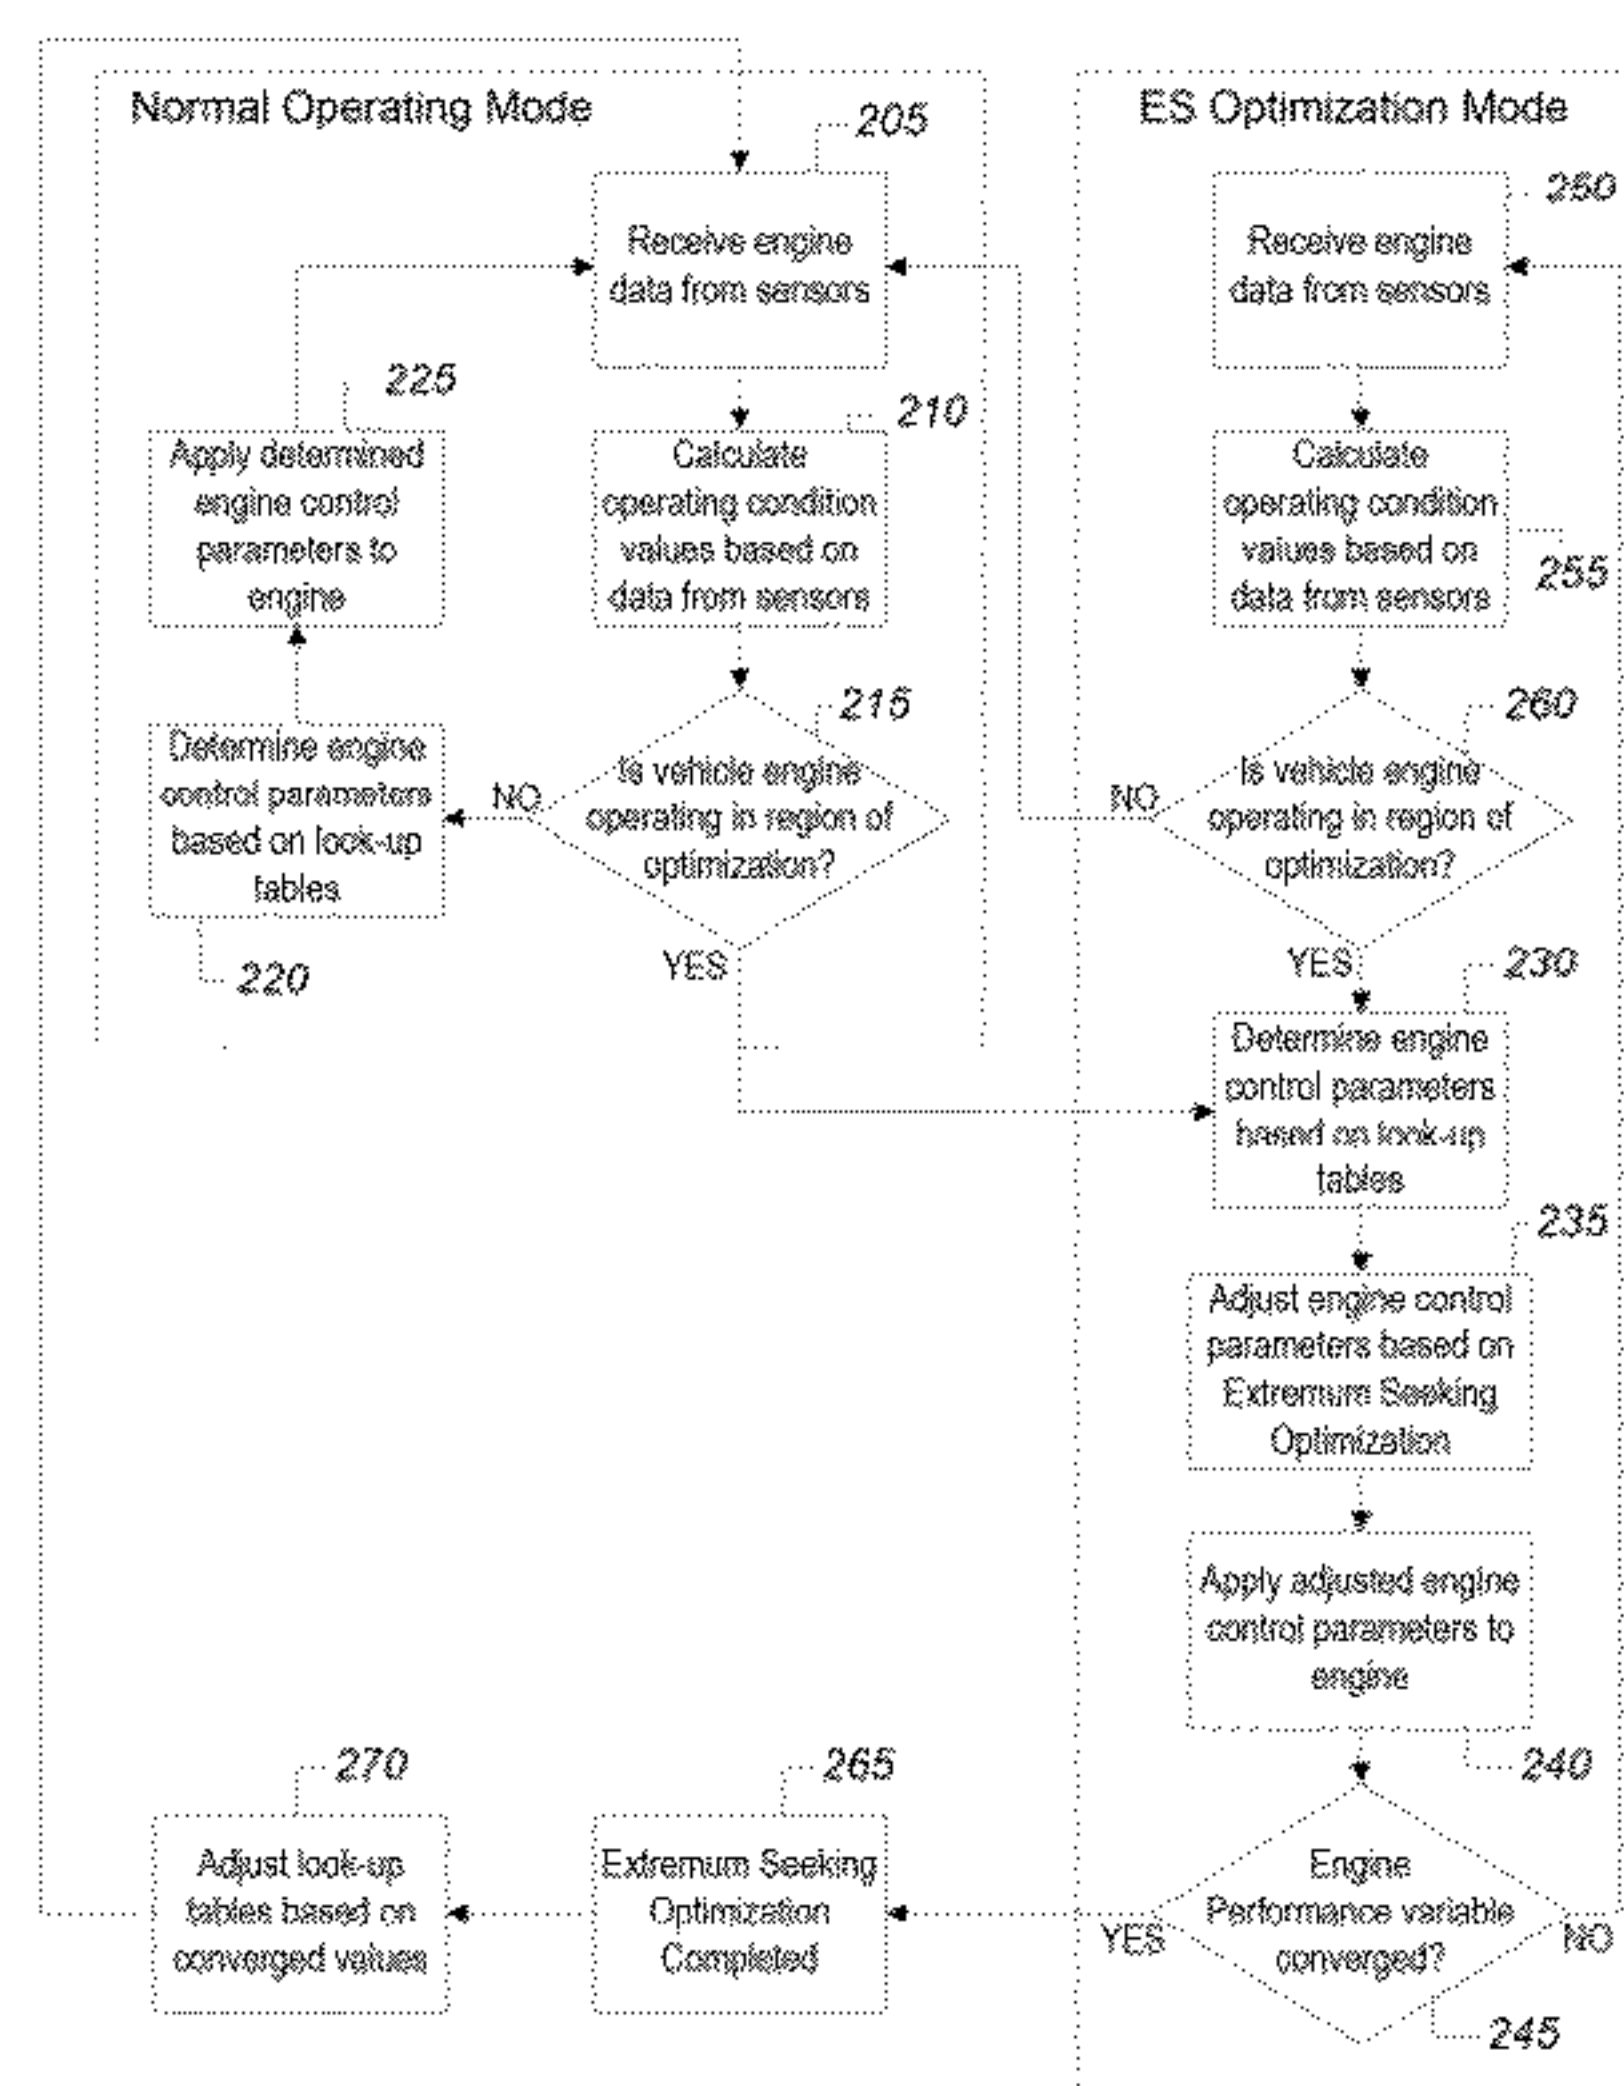 Normal Operating Mode
205
Receive engine
data from sensors
225
Apply determined
engine control
parameters to
engine
210
Calculate
operating condition
values based on
data from sensors
215
Is vehicle engine
operating in region of
optimization?
NO
YES
Determine engine
control parameters
based on look-up
tables
220
ES Optimization Mode
250
Receive engine
data from sensors
Calculate
operating condition
values based on
data from sensors
255
260
Is vehicle engine
operating in region of
optimization?
NO
YES
230
Determine engine
control parameters
based on look-up
tables
235
Adjust engine control
parameters based on
Extremum Seeking
Optimization
Apply adjusted engine
control parameters to
engine
240
Engine
Performance variable
converged?
YES
NO
245
265
Extremum Seeking
Optimization
Completed
270
Adjust look-up
tables based on
converged values